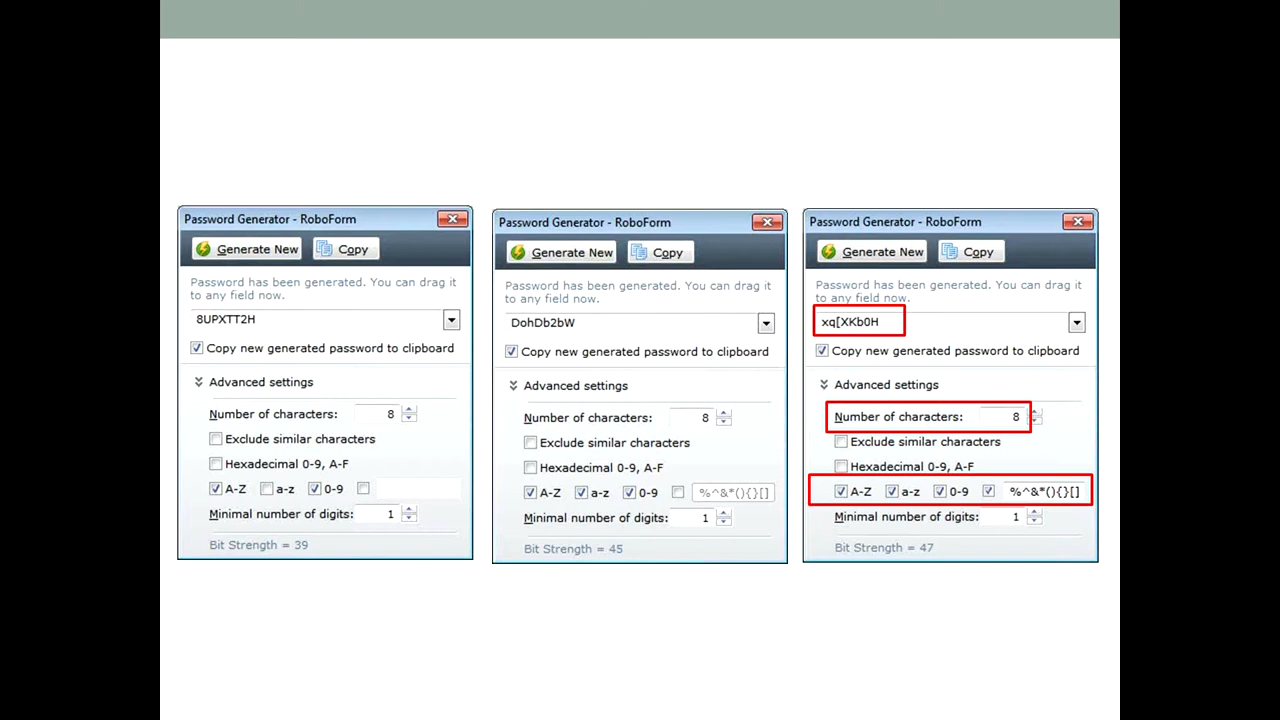 Password Generator - RoboForm
Generate New Copy
Password has been generated. You can drag it
to any field now.
8UPXTT2H
Copy new generated password to clipboard
Advanced settings
Number of characters: 8
Exclude similar characters
Hexadecimal 0-9, A-F
A-Z a-z 0-9
Minimal number of digits: 1
Bit Strength = 39
Password Generator - RoboForm
Generate New Copy
Password has been generated. You can drag it
to any field now.
DohDb2bW
Copy new generated password to clipboard
Advanced settings
Number of characters: 8
Exclude similar characters
Hexadecimal 0-9, A-F
A-Z a-z 0-9 %^&*(){}[]
Minimal number of digits: 1
Bit Strength = 45
Password Generator - RoboForm
Generate New Copy
Password has been generated. You can drag it
to any field now.
xq[XKb0H
Copy new generated password to clipboard
Advanced settings
Number of characters: 8
Exclude similar characters
Hexadecimal 0-9, A-F
A-Z a-z 0-9 %^&*(){}[]
Minimal number of digits: 1
Bit Strength = 47